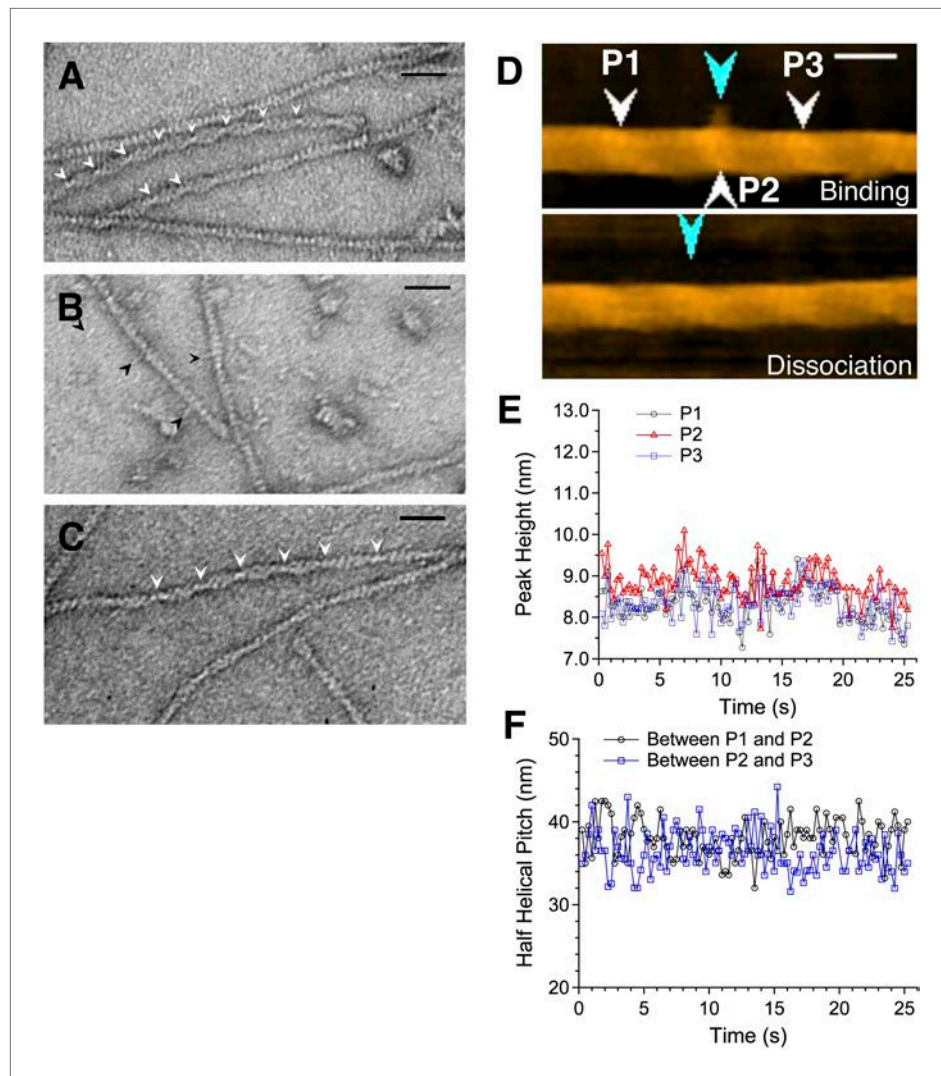 A
B
C
D
P1
P3
P2
Binding
Dissociation
E
P1
P2
P3
13.0
12.0
11.0
10.0
9.0
8.0
7.0
Peak Height (nm)
0 5 10 15 20 25
Time (s)
F
Between P1 and P2
Between P2 and P3
50
40
30
20
Half Helical Pitch (nm)
0 5 10 15 20 25
Time (s)